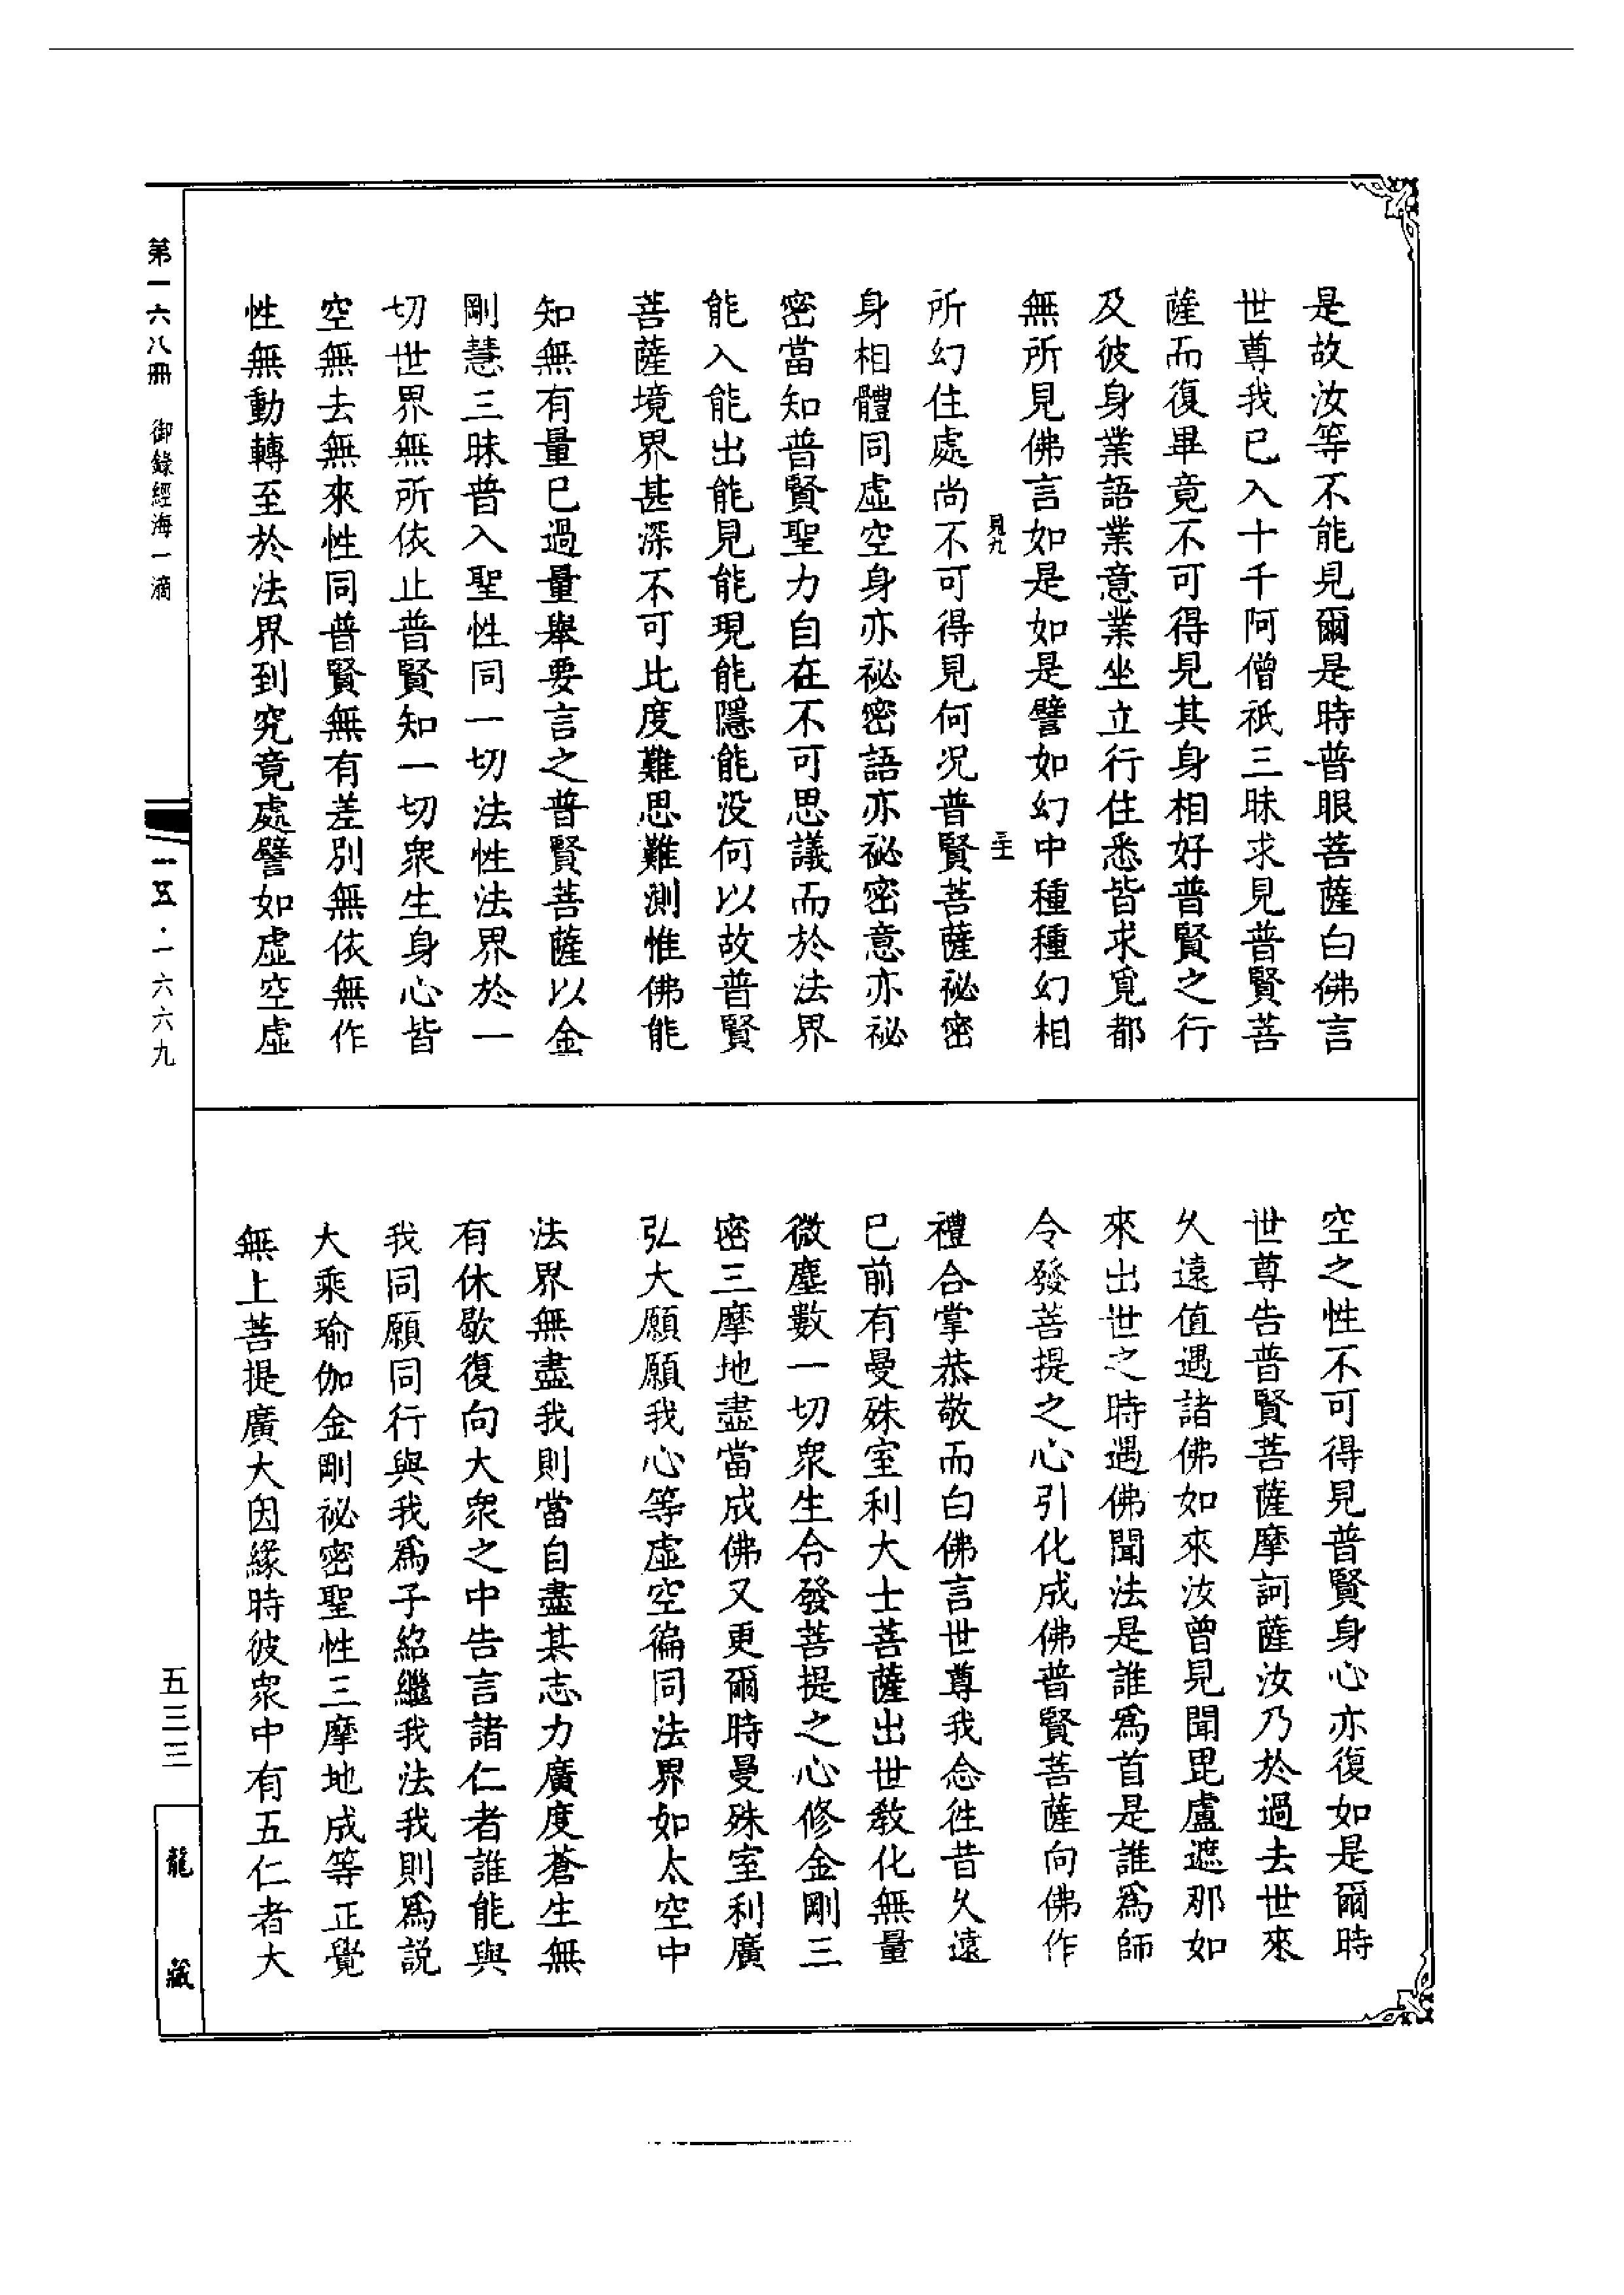 是故汝等不能見爾是時普眼菩薩白佛言
世尊我已入十千阿僧祇三昧求見普賢菩
薩而復畢竟不可得見其身相好普賢之行
及彼身業語業意業坐立行住悉皆求覓都
無所見佛言如是如是譬如幻中種種幻相
所幻住處尚不可得見何況普賢菩薩祕密
身相體同虛空身亦祕密語亦祕密意亦祕
密當知普賢聖力自在不可思議而於法界
能入能出能見能現能隱能没何以故普賢
菩薩境界甚深不可比度難思難測惟佛能
知無有量已過量舉要言之普賢菩薩以金
剛慧三昧普入聖性同一切法性法界於一
切世界無所依止普賢知一切衆生身心皆
空無去無來性同普賢無有差別無依無作
性無動轉至於法界到究竟處譬如虛空虛
空之性不可得見普賢身心亦復如是爾時
世尊告普賢菩薩摩訶薩汝乃於過去世來
久遠值遇諸佛如來汝曾見聞毘盧遮那如
來出世之時遇佛聞法是誰爲首是誰爲師
令發菩提之心引化成佛普賢菩薩向佛作
禮合掌恭敬而白佛言世尊我念往昔久遠
已前有曼殊室利大士菩薩出世教化無量
微塵數一切衆生令發菩提之心修金剛三
密三摩地盡當成佛又更爾時曼殊室利廣
弘大願願我心等虛空徧同法界如太空中
法界無盡我則當自盡其志力廣度蒼生無
有休歇復向大衆之中告言諸仁者誰能與
我同願同行與我爲子紹繼我法我則爲説
大乘瑜伽金剛祕密聖性三摩地成等正覺
無上菩提廣大因緣時彼衆中有五仁者大
第一六八冊 御錄經海一滴
一五·一六六九
五三三
龍藏